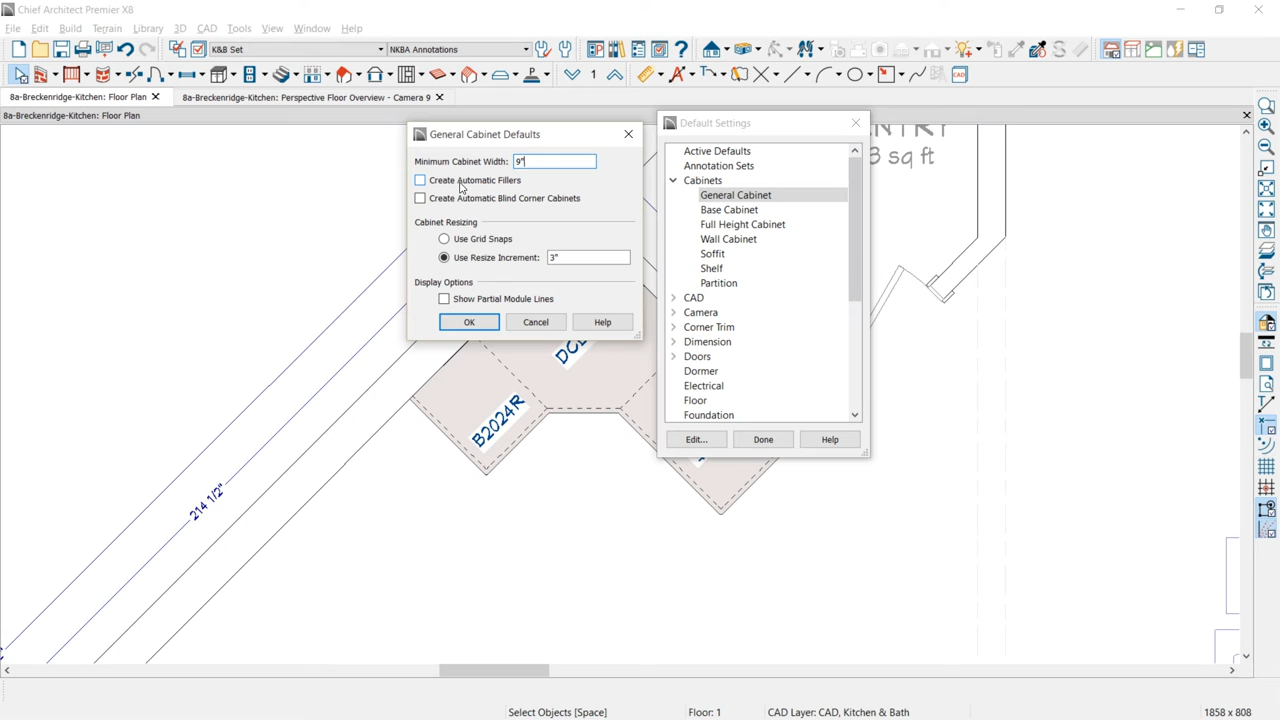 Chief Architect Premier X8
File Edit Build Terrain Library 3D CAD Tools View Window Help
K&B Set NKBA Annotations
1
8a-Breckenridge-Kitchen: Floor Plan 8a-Breckenridge-Kitchen: Perspective Floor Overview - Camera 9
8a-Breckenridge-Kitchen: Floor Plan
General Cabinet Defaults
Minimum Cabinet Width: 9"
Create Automatic Fillers
Create Automatic Blind Corner Cabinets
Cabinet Resizing
Use Grid Snaps
Use Resize Increment: 3"
Display Options
Show Partial Module Lines
OK Cancel Help
Default Settings
Active Defaults
Annotation Sets
Cabinets
General Cabinet
Base Cabinet
Full Height Cabinet
Wall Cabinet
Soffit
Shelf
Partition
CAD
Camera
Corner Trim
Dimension
Doors
Dormer
Electrical
Floor
Foundation
Edit... Done Help
3 sq ft
B2024R
214 1/2"
Select Objects [Space] Floor: 1 CAD Layer: CAD, Kitchen & Bath 1858 x 808